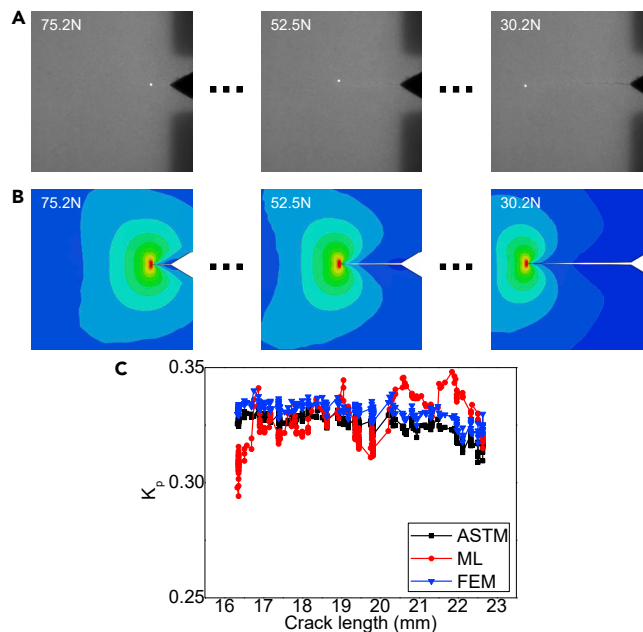 A
75.2N
52.5N
30.2N
B
75.2N
52.5N
30.2N
C
0.35
0.30
0.25
K_p
16 17 18 19 20 21 22 23
Crack length (mm)
ASTM
ML
FEM